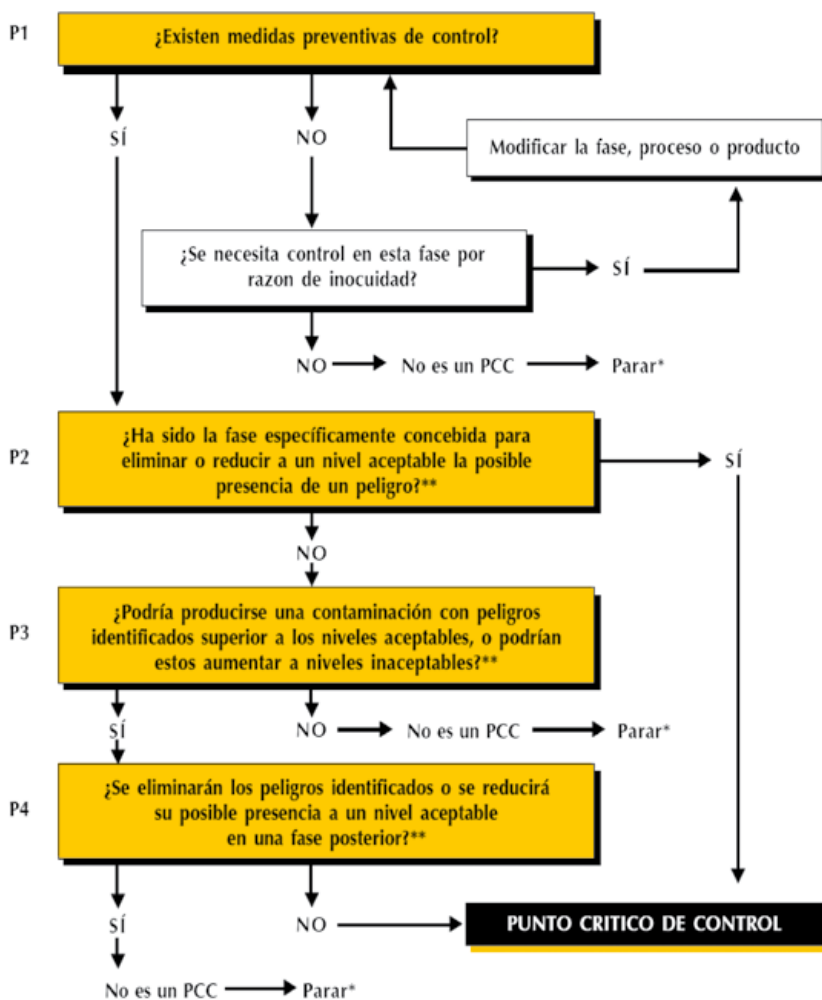 P1
¿Existen medidas preventivas de control?
SÍ
NO
Modificar la fase, proceso o producto
¿Se necesita control en esta fase por
razon de inocuidad?
SÍ
NO
No es un PCC
Parar*
P2
¿Ha sido la fase específicamente concebida para
eliminar o reducir a un nivel aceptable la posible
presencia de un peligro?**
SÍ
NO
P3
¿Podría producirse una contaminación con peligros
identificados superior a los niveles aceptables, o podrían
estos aumentar a niveles inaceptables?**
SÍ
NO
No es un PCC
Parar*
P4
¿Se eliminarán los peligros identificados o se reducirá
su posible presencia a un nivel aceptable
en una fase posterior?**
SÍ
NO
PUNTO CRITICO DE CONTROL
No es un PCC
Parar*